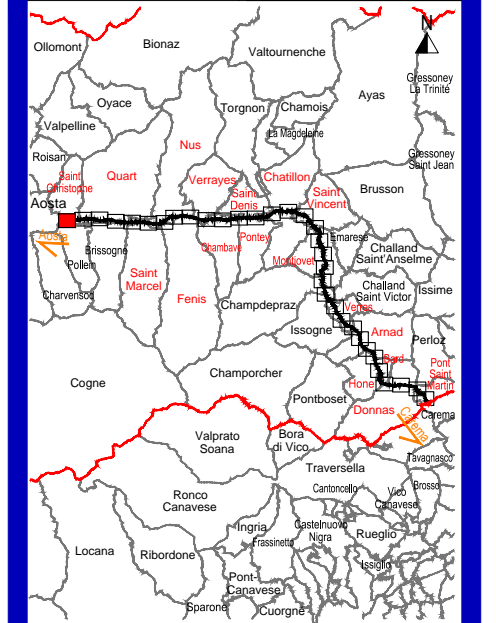 N
Ollomont
Bionaz
Valtournenche
Gressoney
La Trinité
Ayas
Oyace
Torgnon
Chamois
Valpelline
La Magdeleine
Nus
Roisan
Gressoney
Saint Jean
Saint
Christophe
Quart
Verrayes
Chatillon
Saint
Denis
Saint
Vincent
Brusson
Aosta
Aosta
Emarese
Brissogne
Chambave
Pontey
Challand
Saint'Anselme
Pollein
Montjovet
Saint
Marcel
Charvensod
Fenis
Challand
Saint Victor
Issime
Champdepraz
Verres
Issogne
Arnad
Perloz
Bard
Pont
Saint
Martin
Champorcher
Cogne
Hone
Pontboset
Donnas
Carema
Carema
Valprato
Soana
Bora
di Vico
Tavagnasco
Traversella
Brosso
Cantoncello
Vico
Canavese
Ronco
Canavese
Ingria
Castelnuovo
Nigra
Rueglio
Frassinetto
Locana
Ribordone
Issiglio
Pont-
Canavese
Sparone
Cuorgnè